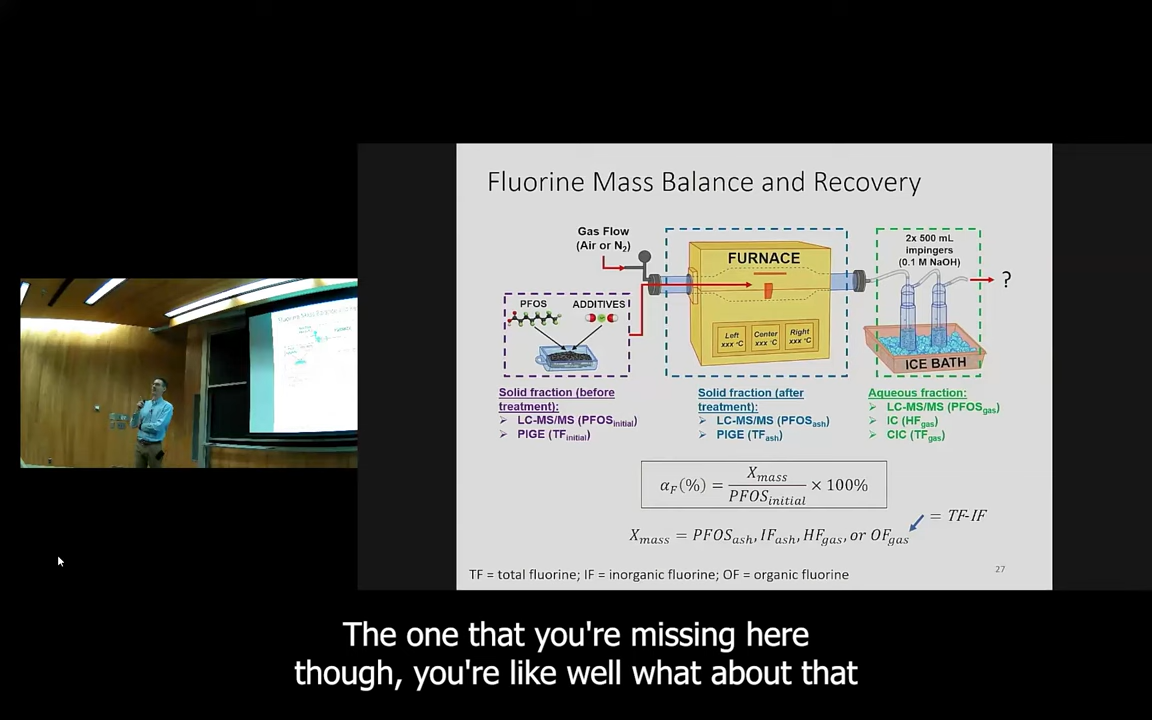 Fluorine Mass Balance and Recovery
Gas Flow
(Air or N₂)
PFOS
ADDITIVES
FURNACE
Left
xxx °C
Center
xxx °C
Right
xxx °C
2x 500 mL
impingers
(0.1 M NaOH)
?
ICE BATH
Solid fraction (before
treatment):
➢ LC-MS/MS (PFOSinitial)
➢ PIGE (TFinitial)
Solid fraction (after
treatment):
➢ LC-MS/MS (PFOSash)
➢ PIGE (TFash)
Aqueous fraction:
➢ LC-MS/MS (PFOSgas)
➢ IC (HFgas)
➢ CIC (TFgas)
αF(%) = Xmass / PFOSinitial × 100%
= TF-IF
Xmass = PFOSash, IFash, HFgas, or OFgas
TF = total fluorine; IF = inorganic fluorine; OF = organic fluorine
27
The one that you're missing here
though, you're like well what about that